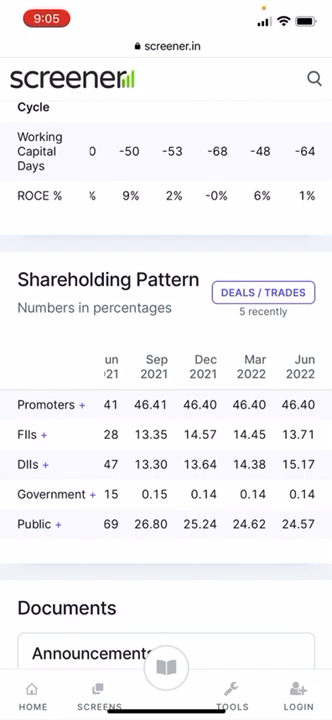 9:05
screener.in
screener
Cycle
Working
Capital
Days
0 -50 -53 -68 -48 -64
ROCE % % 9% 2% -0% 6% 1%
Shareholding Pattern
Numbers in percentages
DEALS / TRADES
5 recently
un Sep Dec Mar Jun
021 2021 2021 2022 2022
Promoters + 41 46.41 46.40 46.40 46.40
FIIs + 28 13.35 14.57 14.45 13.71
DIIs + 47 13.30 13.64 14.38 15.17
Government + 15 0.15 0.14 0.14 0.14
Public + 69 26.80 25.24 24.62 24.57
Documents
Announcements
HOME SCREENS TOOLS LOGIN